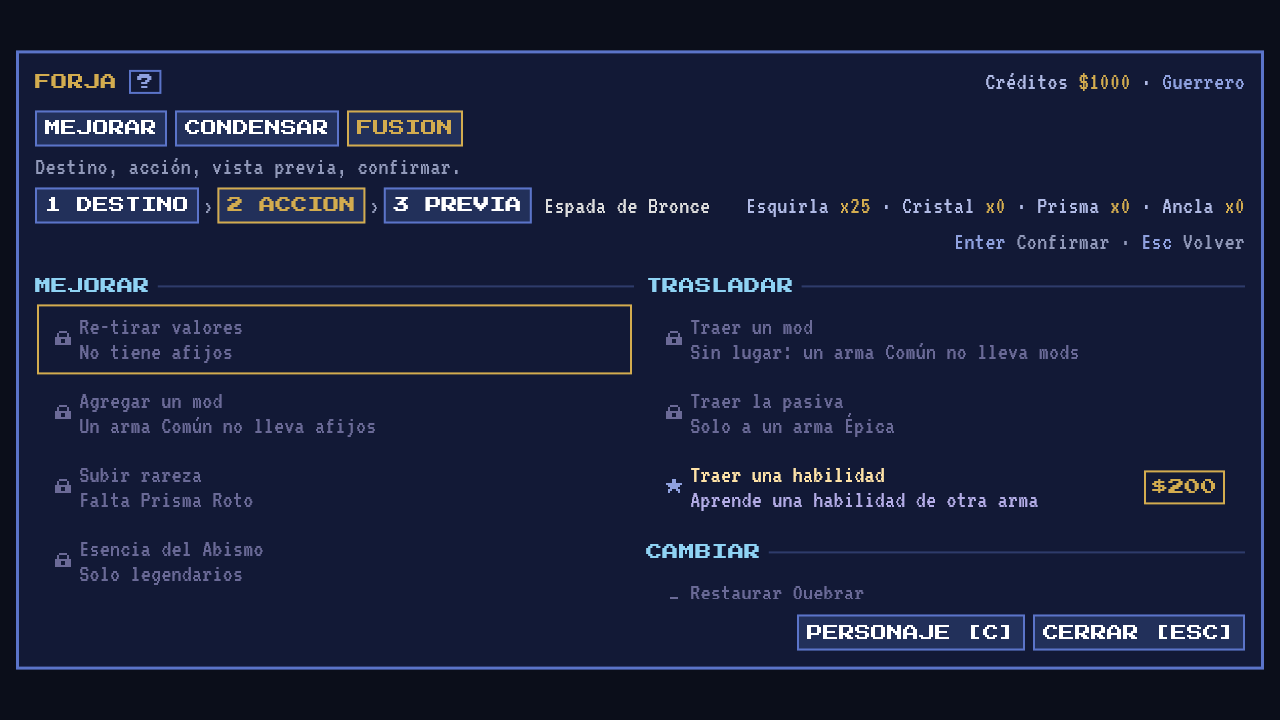 FORJA ?
Créditos $1000 · Guerrero
MEJORAR CONDENSAR FUSION
Destino, acción, vista previa, confirmar.
1 DESTINO › 2 ACCION › 3 PREVIA Espada de Bronce Esquirla x25 · Cristal x0 · Prisma x0 · Ancla x0
Enter Confirmar · Esc Volver
MEJORAR
Re-tirar valores
No tiene afijos
Agregar un mod
Un arma Común no lleva afijos
Subir rareza
Falta Prisma Roto
Esencia del Abismo
Solo legendarios
TRASLADAR
Traer un mod
Sin lugar: un arma Común no lleva mods
Traer la pasiva
Solo a un arma Épica
Traer una habilidad
Aprende una habilidad de otra arma
$200
CAMBIAR
Restaurar Quebrar
PERSONAJE [C] CERRAR [ESC]